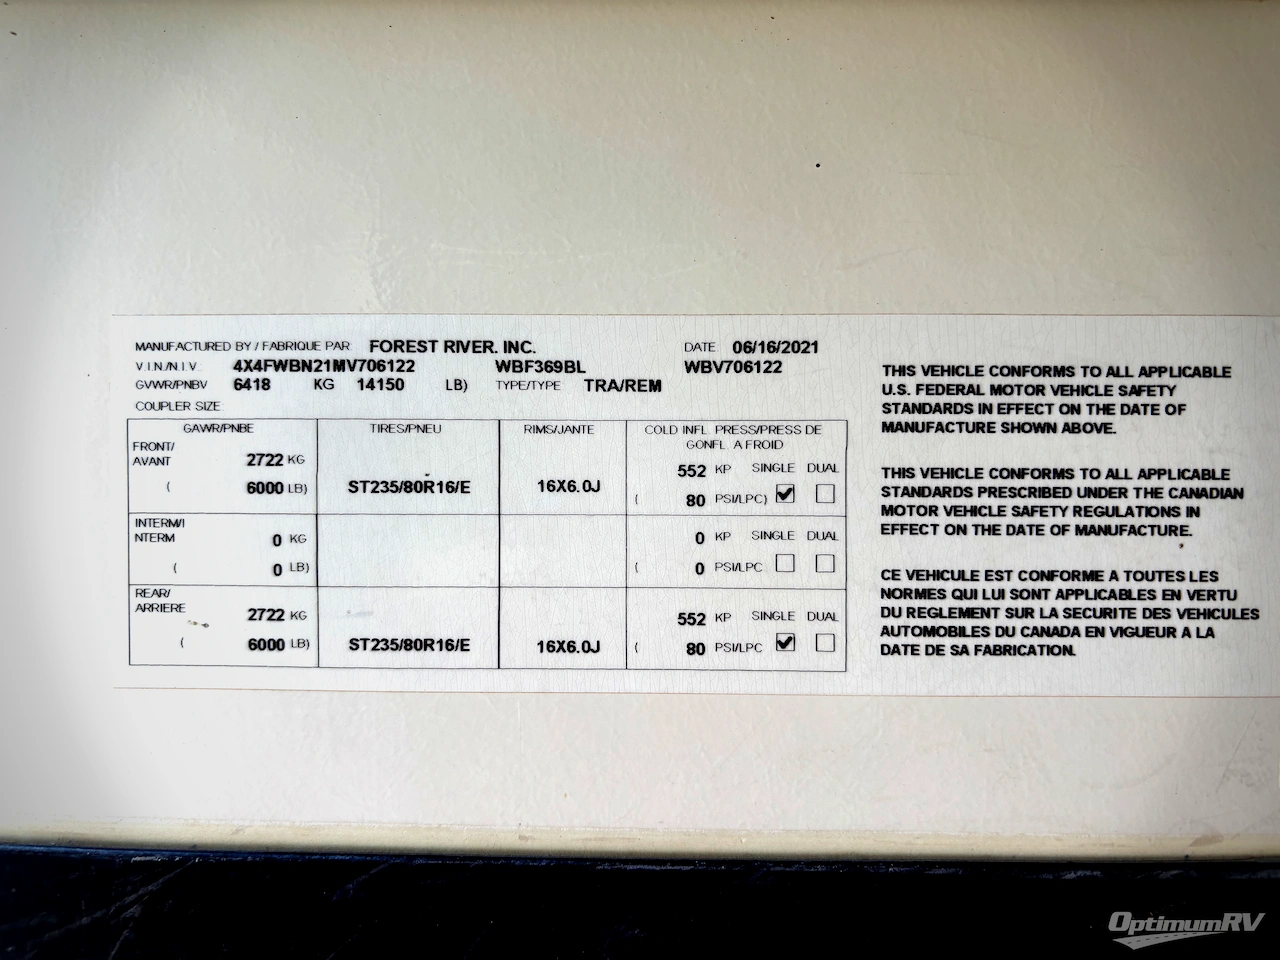 MANUFACTURED BY / FABRIQUE PAR FOREST RIVER. INC. DATE 06/16/2021
V.I.N./N.I.V. 4X4FWBN21MV706122 WBF369BL WBV706122
GVWR/PNBV 6418 KG 14150 LB) TYPE/TYPE TRA/REM
COUPLER SIZE
GAWR/PNBE TIRES/PNEU RIMS/JANTE COLD INFL. PRESS/PRESS DE
GONFL. A FROID
FRONT/
AVANT 2722 KG 552 KP SINGLE DUAL
( 6000 LB) ST235/80R16/E 16X6.0J ( 80 PSI/LPC)
INTERM/I
NTERM 0 KG 0 KP SINGLE DUAL
( 0 LB) ( 0 PSI/LPC
REAR/
ARRIERE 2722 KG 552 KP SINGLE DUAL
( 6000 LB) ST235/80R16/E 16X6.0J ( 80 PSI/LPC
THIS VEHICLE CONFORMS TO ALL APPLICABLE
U.S. FEDERAL MOTOR VEHICLE SAFETY
STANDARDS IN EFFECT ON THE DATE OF
MANUFACTURE SHOWN ABOVE.
THIS VEHICLE CONFORMS TO ALL APPLICABLE
STANDARDS PRESCRIBED UNDER THE CANADIAN
MOTOR VEHICLE SAFETY REGULATIONS IN
EFFECT ON THE DATE OF MANUFACTURE.
CE VEHICULE EST CONFORME A TOUTES LES
NORMES QUI LUI SONT APPLICABLES EN VERTU
DU REGLEMENT SUR LA SECURITE DES VEHICULES
AUTOMOBILES DU CANADA EN VIGUEUR A LA
DATE DE SA FABRICATION.
OptimumRV